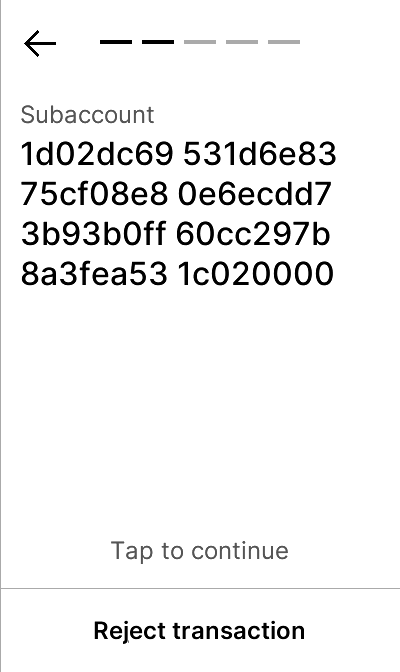 Subaccount
1d02dc69 531d6e83
75cf08e8 0e6ecdd7
3b93b0ff 60cc297b
8a3fea53 1c020000
Tap to continue
Reject transaction